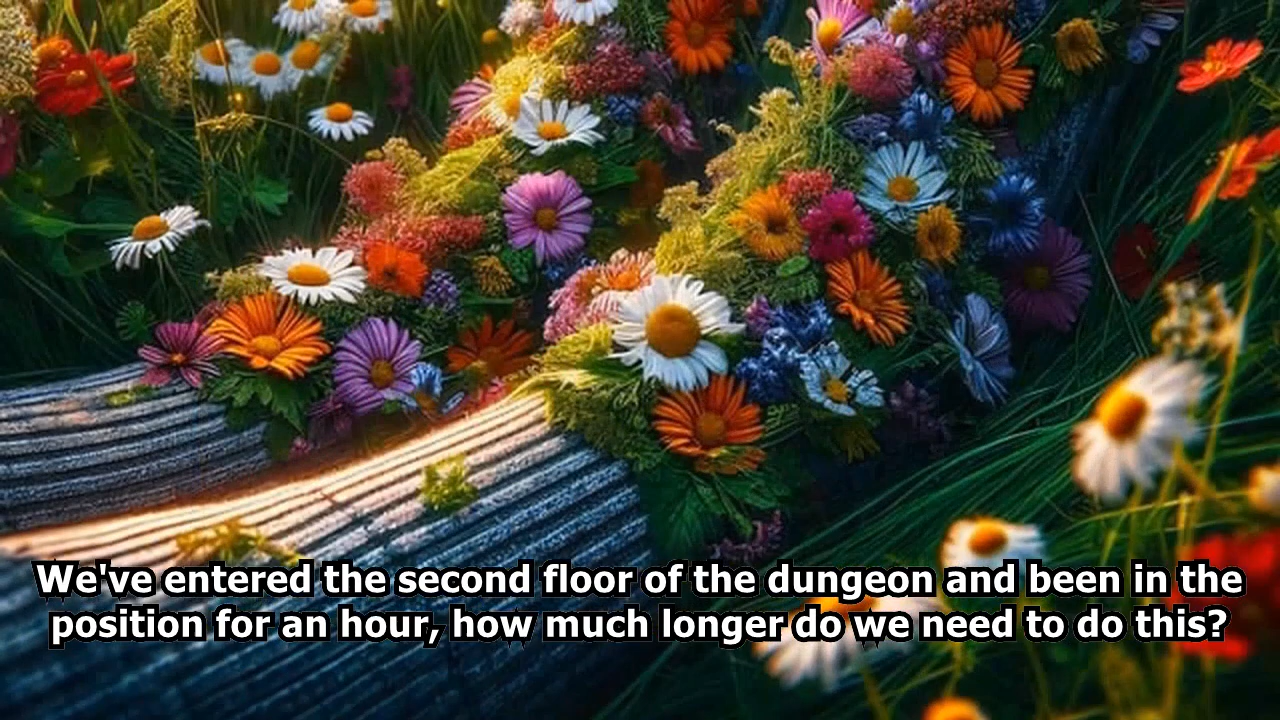 We've entered the second floor of the dungeon and been in the
position for an hour, how much longer do we need to do this?